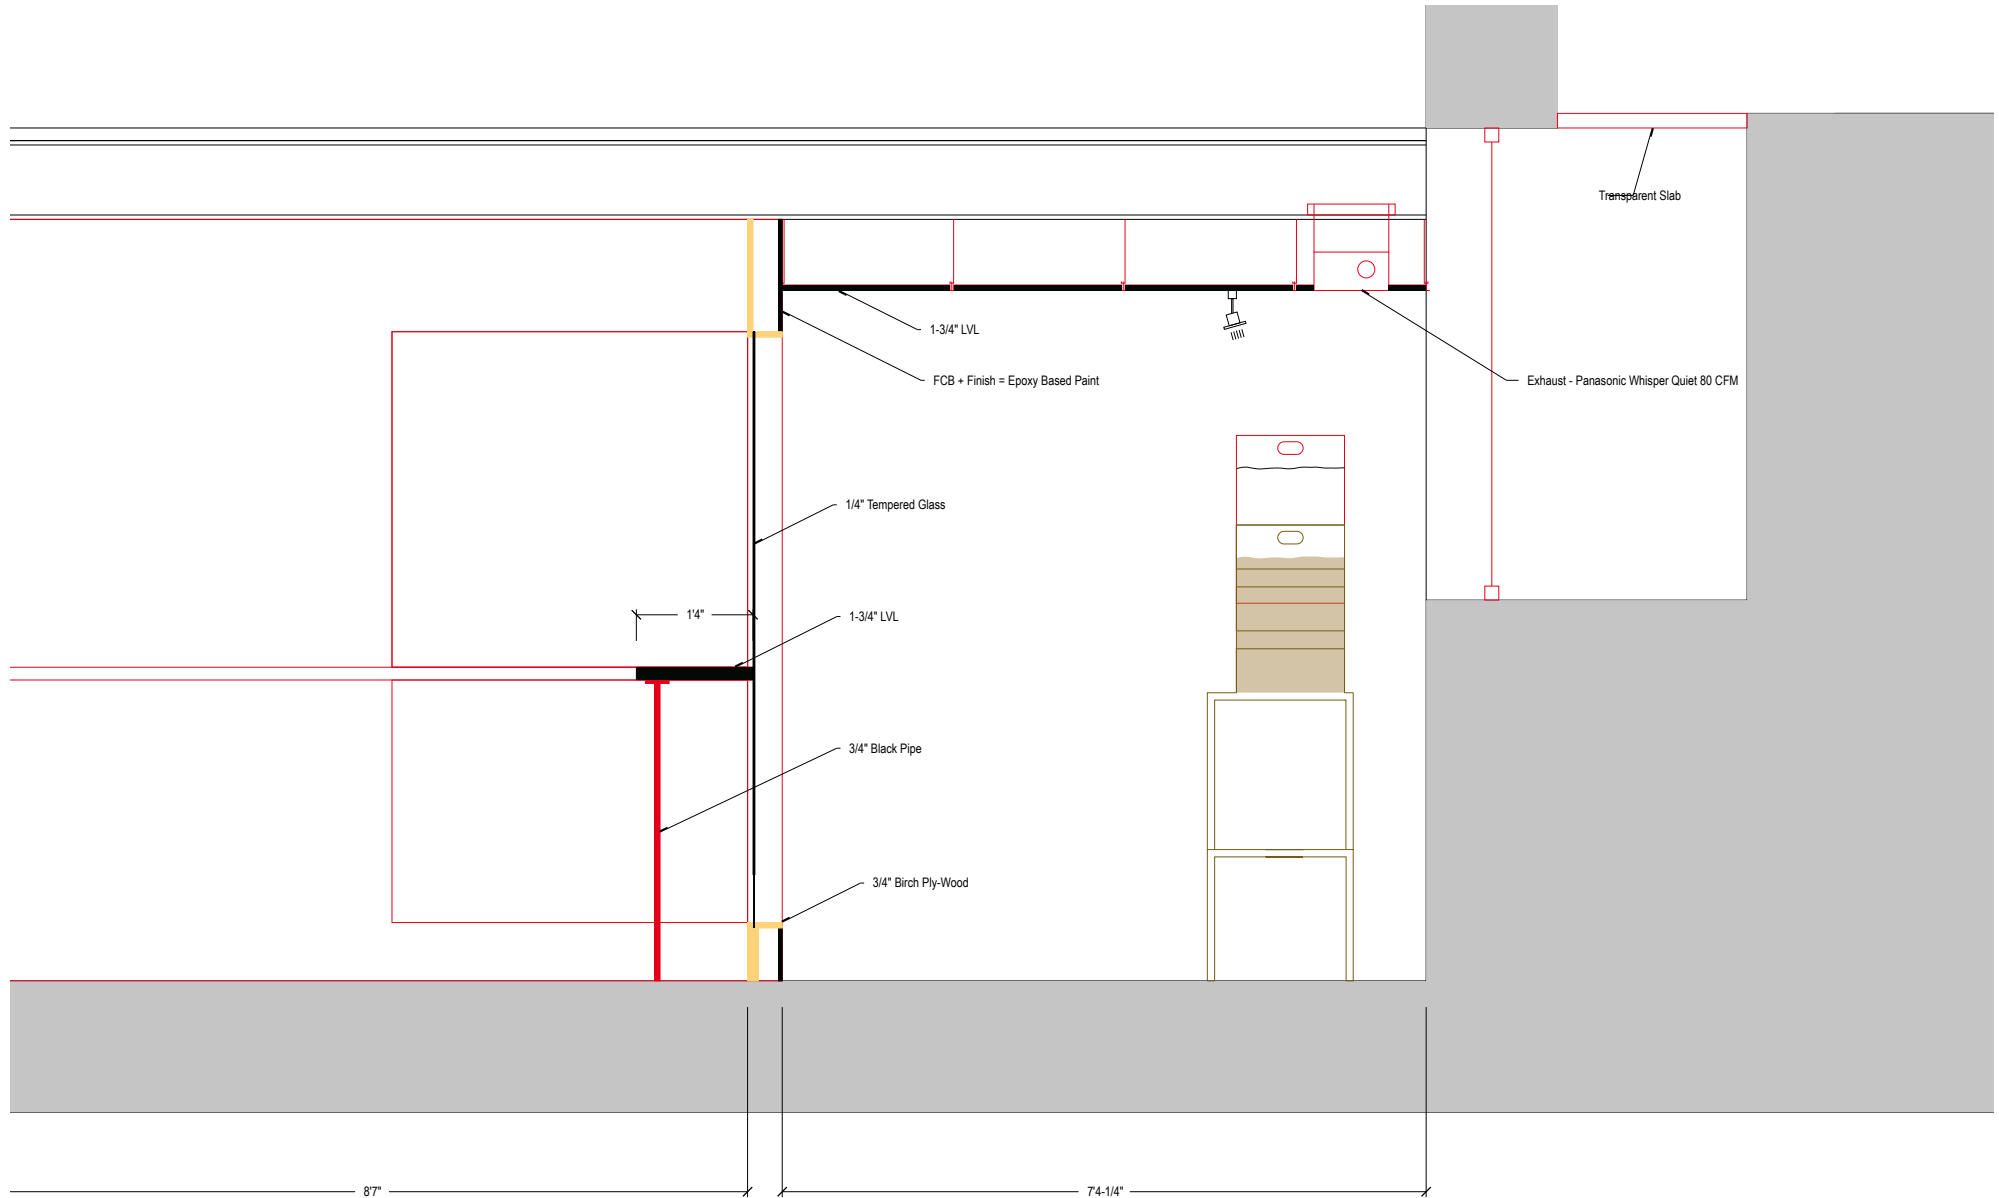 Transparent Slab
1-3/4" LVL
FCB + Finish = Epoxy Based Paint
Exhaust - Panasonic Whisper Quiet 80 CFM
1/4" Tempered Glass
1'4"
1-3/4" LVL
3/4" Black Pipe
3/4" Birch Ply-Wood
8'7"
7'4-1/4"